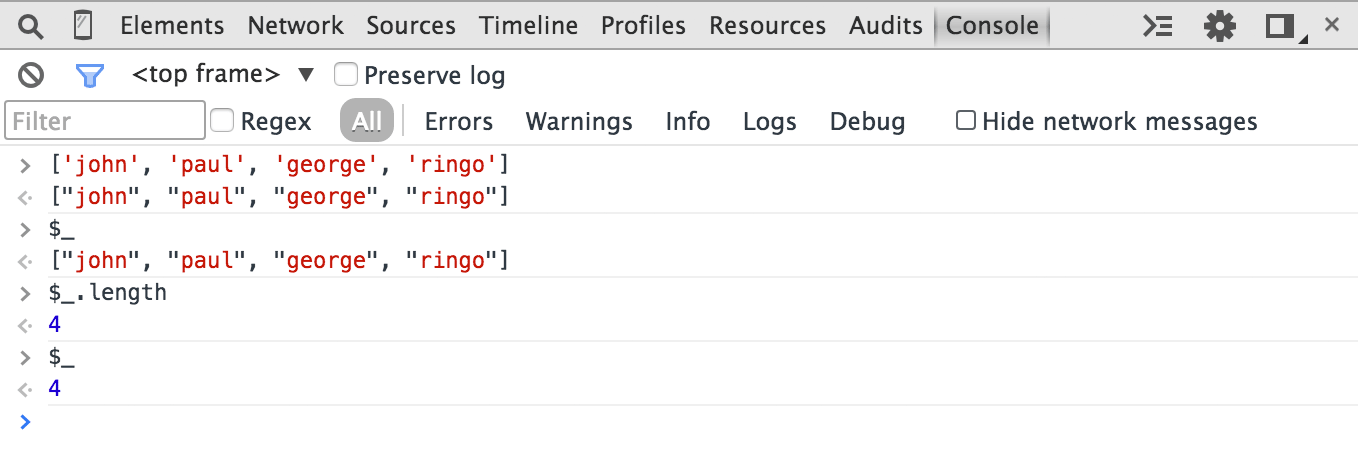 Elements Network Sources Timeline Profiles Resources Audits Console
<top frame> ▼ Preserve log
Filter Regex All Errors Warnings Info Logs Debug Hide network messages
> ['john', 'paul', 'george', 'ringo']
["john", "paul", "george", "ringo"]
> $_
["john", "paul", "george", "ringo"]
> $_.length
4
> $_
4
>